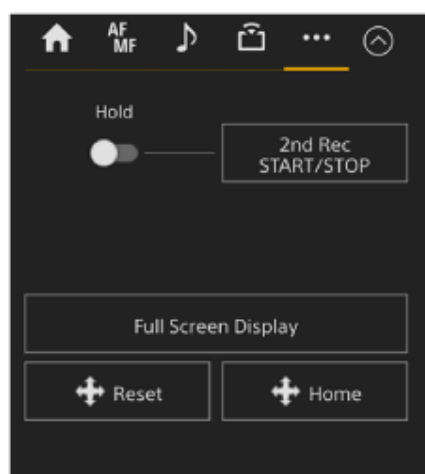 AF
MF
Hold
2nd Rec
START/STOP
Full Screen Display
Reset
Home